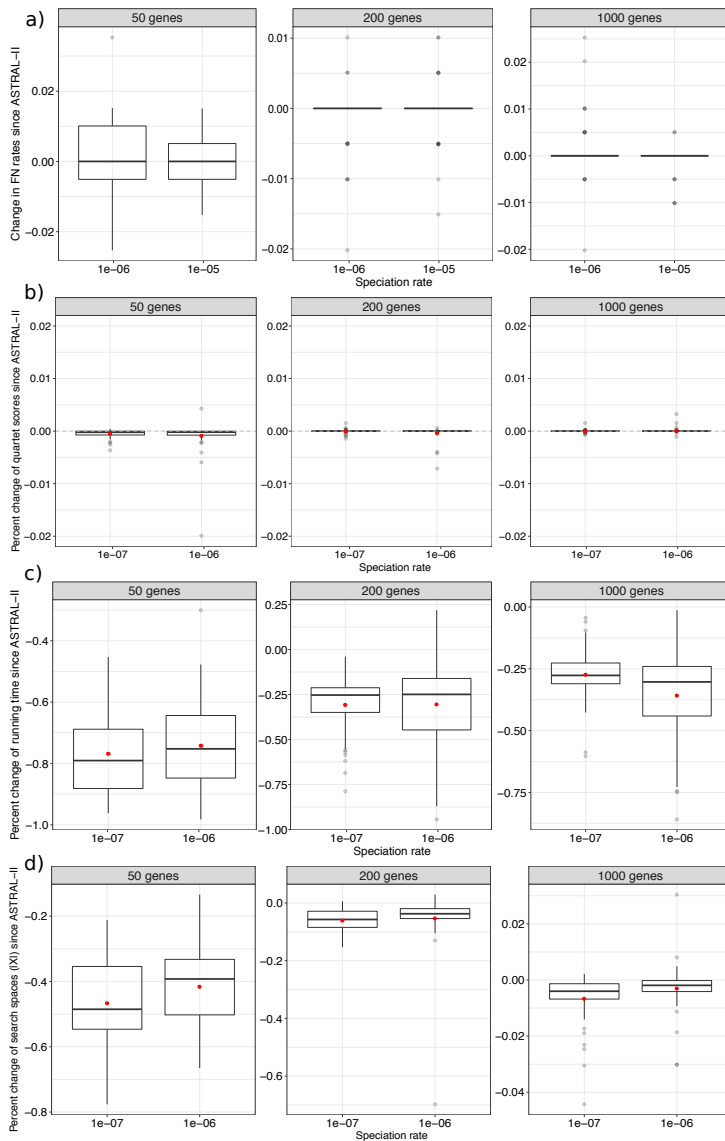 a)
50 genes
200 genes
1000 genes
Change in FN rates since ASTRAL−II
0.02
0.00
−0.02
0.01
0.00
−0.01
−0.02
0.02
0.01
0.00
−0.01
−0.02
1e−06
1e−05
1e−06
1e−05
1e−06
1e−05
Speciation rate
b)
50 genes
200 genes
1000 genes
Percent change of quartet scores since ASTRAL−II
0.02
0.01
0.00
−0.01
−0.02
0.02
0.01
0.00
−0.01
−0.02
0.02
0.01
0.00
−0.01
−0.02
1e−07
1e−06
1e−07
1e−06
1e−07
1e−06
Speciation rate
c)
50 genes
200 genes
1000 genes
Percent change of running time since ASTRAL−II
−0.4
−0.6
−0.8
−1.0
0.25
0.00
−0.25
−0.50
−0.75
−1.00
0.00
−0.25
−0.50
−0.75
1e−07
1e−06
1e−07
1e−06
1e−07
1e−06
Speciation rate
d)
50 genes
200 genes
1000 genes
Percent change of search spaces (IXI) since ASTRAL−II
−0.2
−0.4
−0.6
−0.8
0.0
−0.2
−0.4
−0.6
0.02
0.00
−0.02
−0.04
1e−07
1e−06
1e−07
1e−06
1e−07
1e−06
Speciation rate